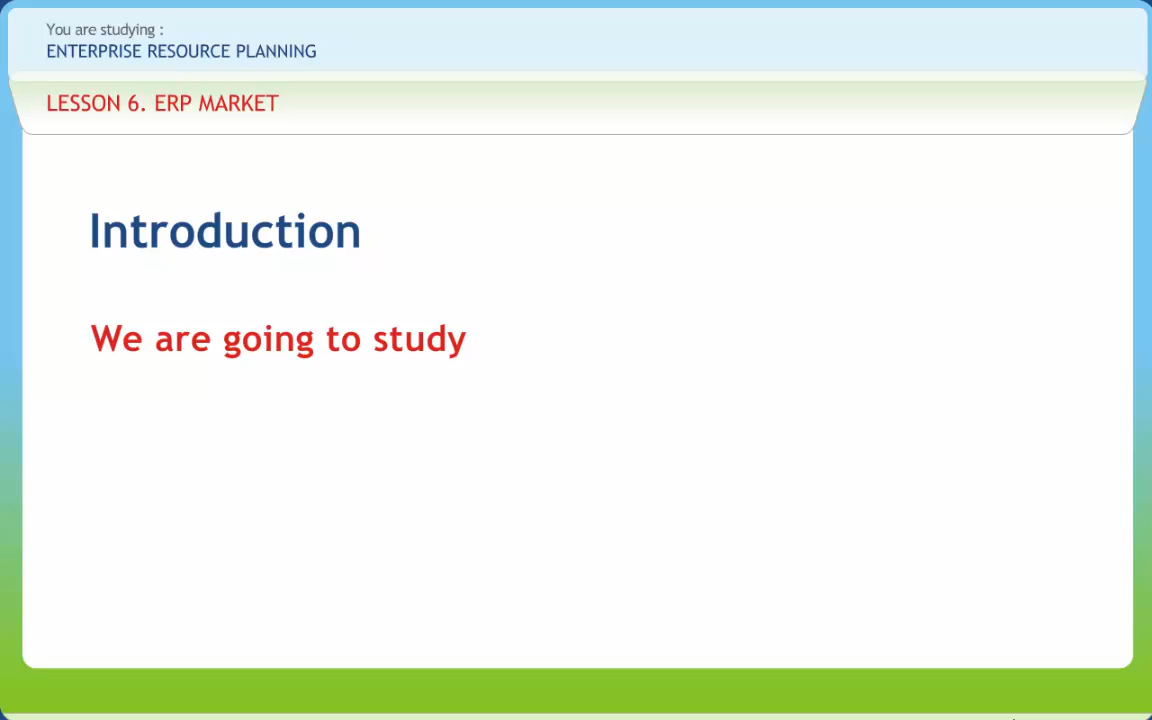 You are studying :
ENTERPRISE RESOURCE PLANNING
LESSON 6. ERP MARKET
Introduction
We are going to study